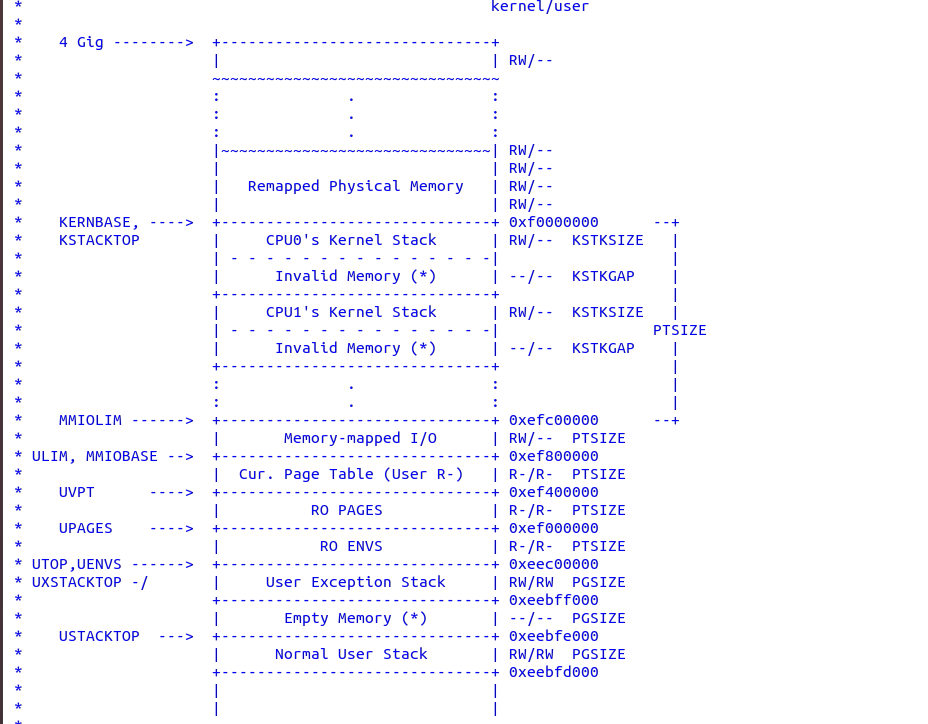 *                                                    kernel/user
 *
 *    4 Gig -------->  +------------------------------+
 *                     |                              | RW/--
 *                     ~~~~~~~~~~~~~~~~~~~~~~~~~~~~~~~~
 *                     :              .               :
 *                     :              .               :
 *                     :              .               :
 *                     |~~~~~~~~~~~~~~~~~~~~~~~~~~~~~~| RW/--
 *                     |                              | RW/--
 *                     |   Remapped Physical Memory   | RW/--
 *                     |                              | RW/--
 *    KERNBASE, ---->  +------------------------------+ 0xf0000000      --+
 *    KSTACKTOP        |     CPU0's Kernel Stack      | RW/--  KSTKSIZE   |
 *                     | - - - - - - - - - - - - - - -|                   |
 *                     |      Invalid Memory (*)      | --/--  KSTKGAP    |
 *                     +------------------------------+                   |
 *                     |     CPU1's Kernel Stack      | RW/--  KSTKSIZE   |
 *                     | - - - - - - - - - - - - - - -|                 PTSIZE
 *                     |      Invalid Memory (*)      | --/--  KSTKGAP    |
 *                     +------------------------------+                   |
 *                     :              .               :                   |
 *                     :              .               :                   |
 *    MMIOLIM ------>  +------------------------------+ 0xefc00000      --+
 *                     |       Memory-mapped I/O      | RW/--  PTSIZE
 * ULIM, MMIOBASE -->  +------------------------------+ 0xef800000
 *                     |  Cur. Page Table (User R-)   | R-/R-  PTSIZE
 *    UVPT      ---->  +------------------------------+ 0xef400000
 *                     |          RO PAGES            | R-/R-  PTSIZE
 *    UPAGES    ---->  +------------------------------+ 0xef000000
 *                     |           RO ENVS            | R-/R-  PTSIZE
 * UTOP,UENVS ------>  +------------------------------+ 0xeec00000
 * UXSTACKTOP -/       |     User Exception Stack     | RW/RW  PGSIZE
 *                     +------------------------------+ 0xeebff000
 *                     |       Empty Memory (*)       | --/--  PGSIZE
 *    USTACKTOP  --->  +------------------------------+ 0xeebfe000
 *                     |      Normal User Stack       | RW/RW  PGSIZE
 *                     +------------------------------+ 0xeebfd000
 *                     |                              |
 *                     |                              |